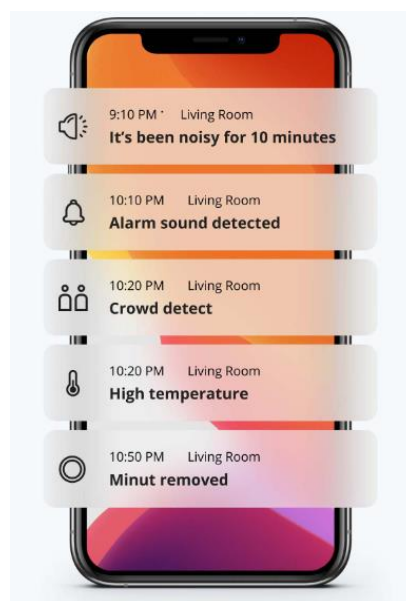 9:10 PM · Living Room
It's been noisy for 10 minutes
10:10 PM Living Room
Alarm sound detected
10:20 PM Living Room
Crowd detect
10:20 PM Living Room
High temperature
10:50 PM Living Room
Minut removed